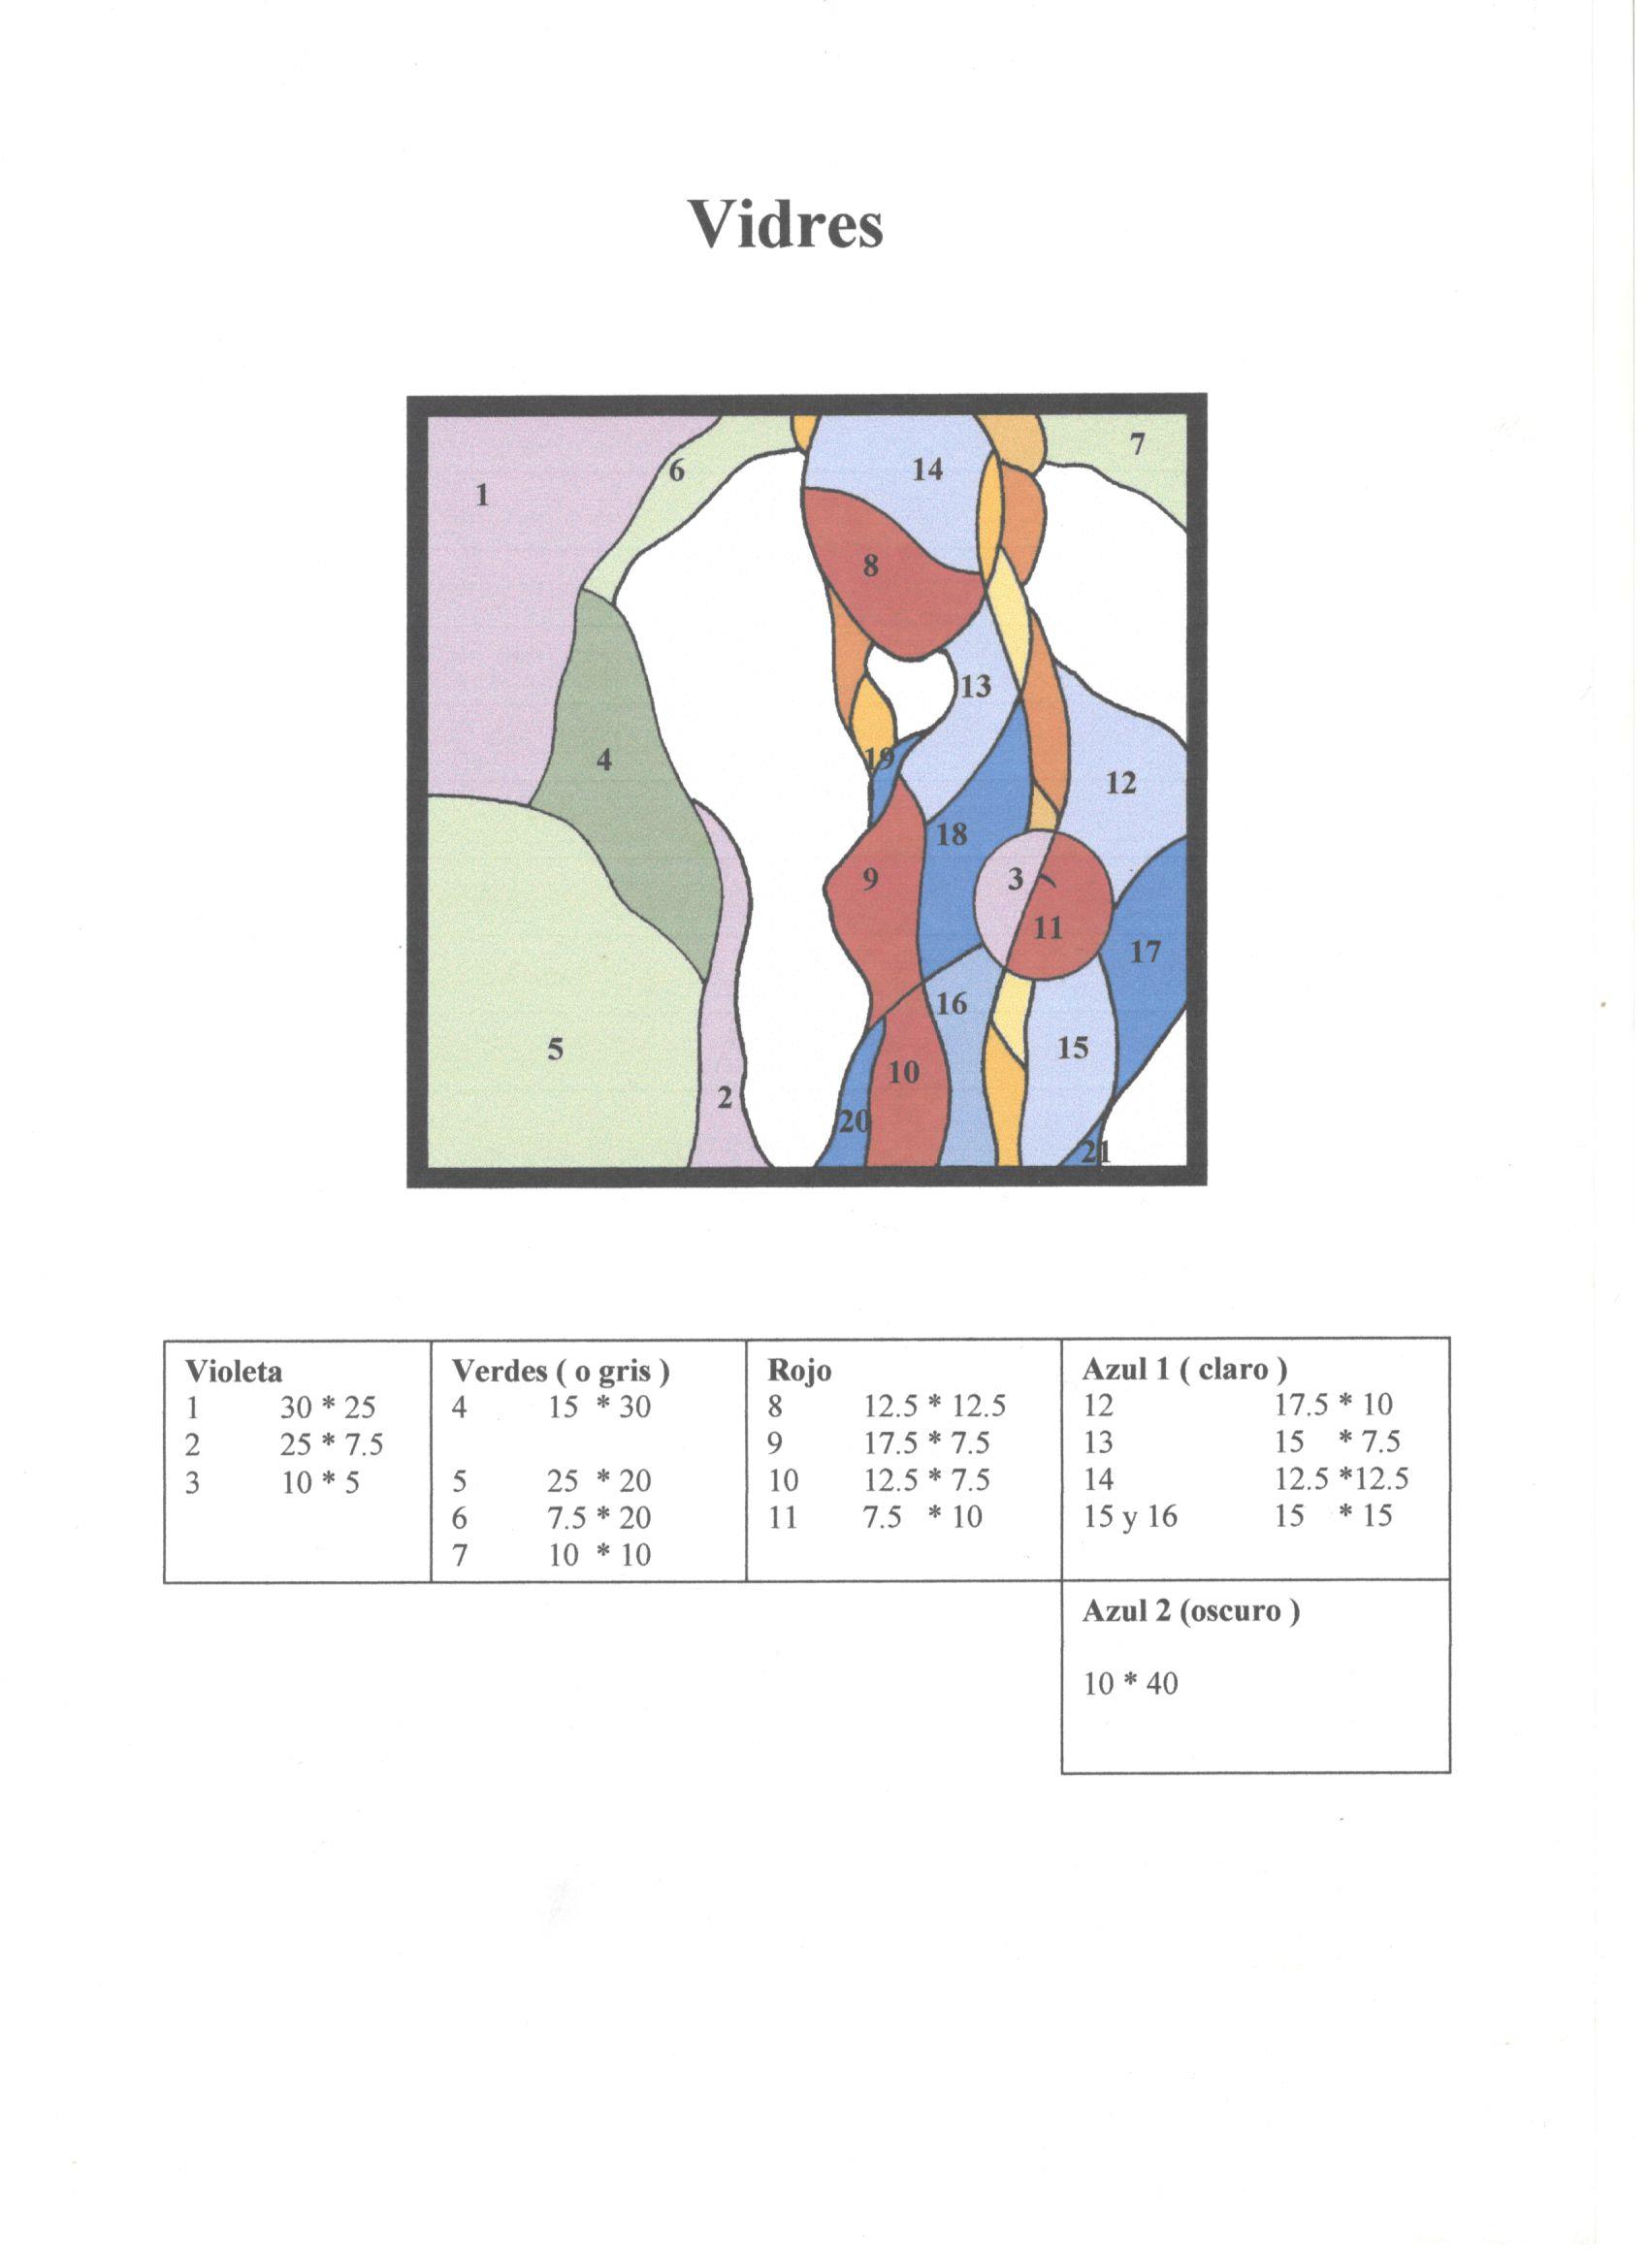 Vidres
1
6
14
7
8
13
4
19
12
18
9
3
11
17
16
5
15
10
2
20
21
Violeta
1 30 * 25
2 25 * 7.5
3 10 * 5
Verdes ( o gris )
4 15 * 30
5 25 * 20
6 7.5 * 20
7 10 * 10
Rojo
8 12.5 * 12.5
9 17.5 * 7.5
10 12.5 * 7.5
11 7.5 * 10
Azul 1 ( claro )
12 17.5 * 10
13 15 * 7.5
14 12.5 *12.5
15 y 16 15 * 15
Azul 2 (oscuro )
10 * 40